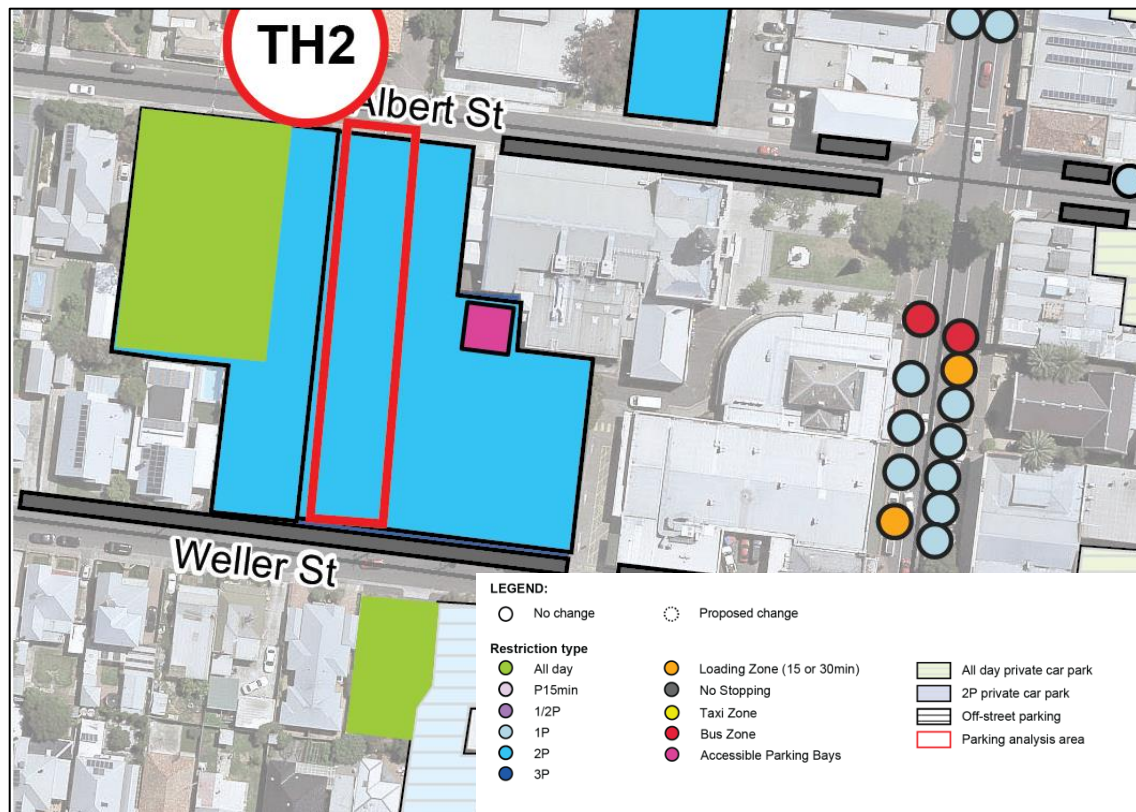 TH2
Albert St
Weller St
LEGEND:
No change
Proposed change
Restriction type
All day
P15min
1/2P
1P
2P
3P
Loading Zone (15 or 30min)
No Stopping
Taxi Zone
Bus Zone
Accessible Parking Bays
All day private car park
2P private car park
Off-street parking
Parking analysis area